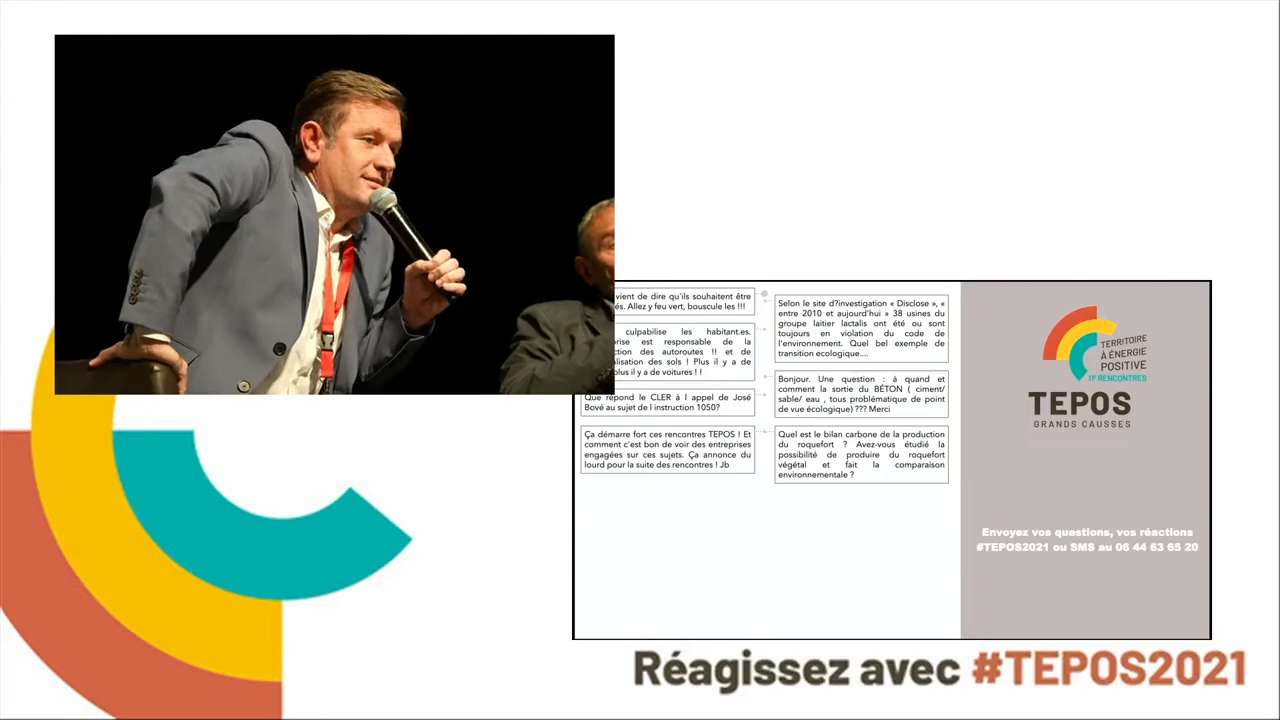 vient de dire qu'ils souhaitent être
és. Allez y feu vert, bouscule les !!!
culpabilise les habitant.es.
rise est responsable de la
ction des autoroutes !! et de
alisation des sols ! Plus il y a de
plus il y a de voitures ! !
Que répond le CLER à l appel de José
Bové au sujet de l instruction 1050?
Ça démarre fort ces rencontres TEPOS ! Et
comment c'est bon de voir des entreprises
engagées sur ces sujets. Ça annonce du
lourd pour la suite des rencontres ! Jb
Selon le site d?investigation « Disclose », «
entre 2010 et aujourd'hui » 38 usines du
groupe laitier lactalis ont été ou sont
toujours en violation du code de
l'environnement. Quel bel exemple de
transition ecologique....
Bonjour. Une question : à quand et
comment la sortie du BÉTON ( ciment/
sable/ eau , tous problématique de point
de vue écologique) ??? Merci
Quel est le bilan carbone de la production
du roquefort ? Avez-vous étudié la
possibilité de produire du roquefort
végétal et fait la comparaison
environnementale ?
TERRITOIRE
À ÉNERGIE
POSITIVE
11E RENCONTRES
TEPOS
GRANDS CAUSSES
Envoyez vos questions, vos réactions
#TEPOS2021 ou SMS au 06 44 63 65 20
Réagissez avec #TEPOS2021